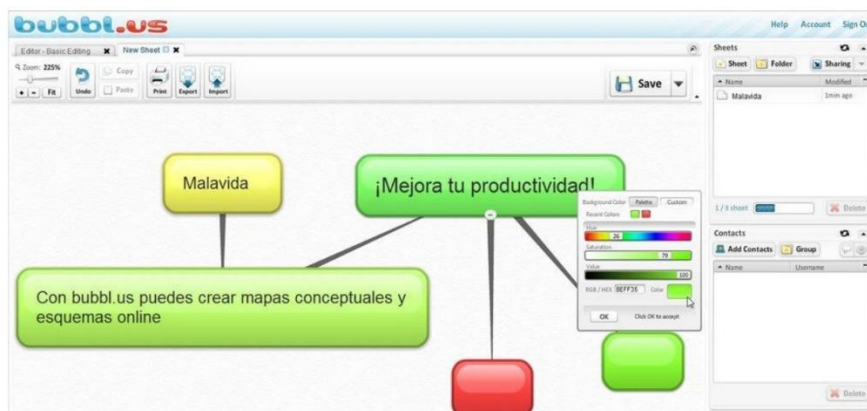 bubbl.us
Help Account Sign O
Editor - Basic Editing New Sheet
Zoom: 225%
+ - Fit
Undo
Copy
Paste
Print
Export
Import
Save
Sheets
Sheet Folder Sharing
Name Modified
Malavida 1min ago
1 / 3 sheet
Delete
Contacts
Add Contacts Group
Name Username
Delete
Malavida
¡Mejora tu productividad!
Con bubbl.us puedes crear mapas conceptuales y
esquemas online
Background Color Palette Custom
Recent Colors
Hue
26
Saturation
79
Value
100
RGB / HEX 8EFF35 Color
OK Click OK to accept